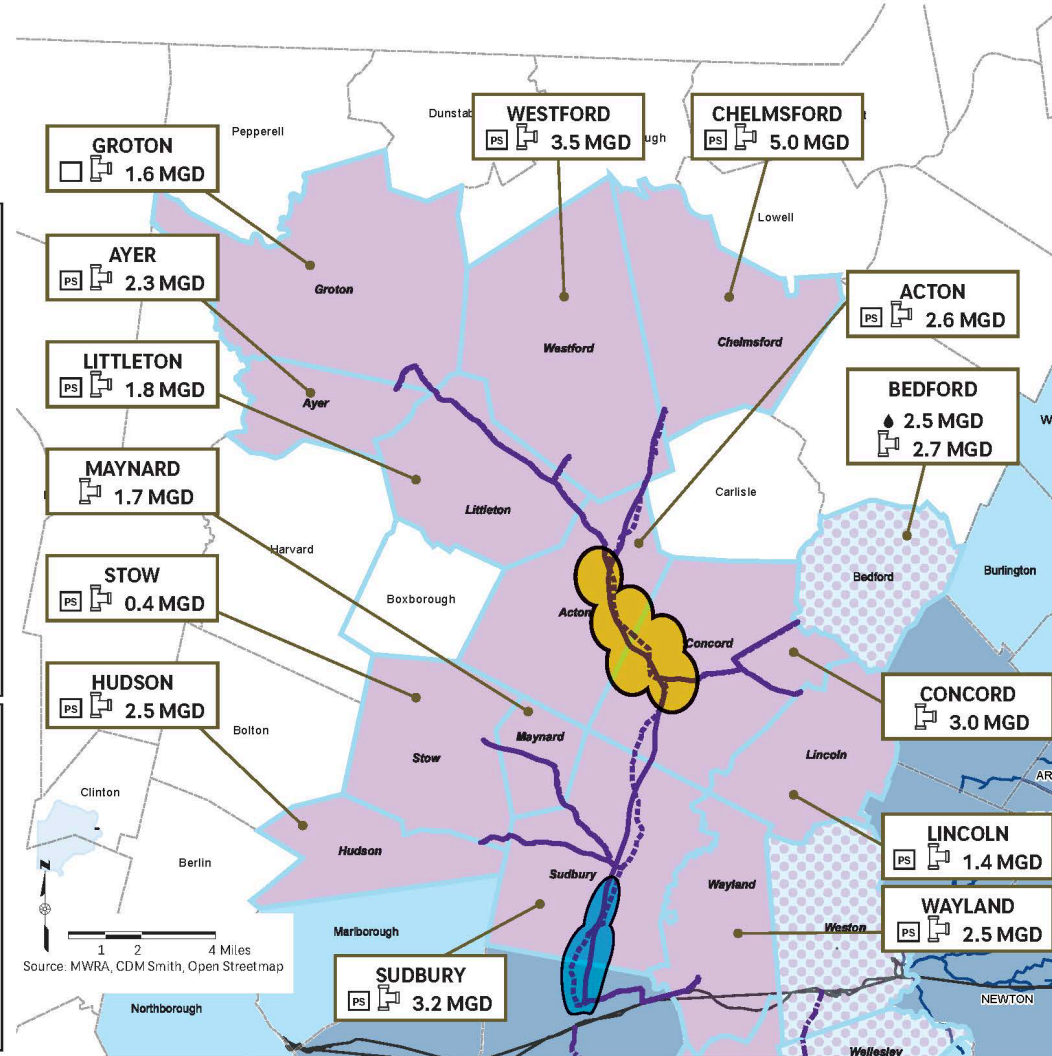 Pepperell
Dunstab
ugh
t
Lowell
WESTFORD
PS 3.5 MGD
CHELMSFORD
PS 5.0 MGD
GROTON
1.6 MGD
AYER
PS 2.3 MGD
LITTLETON
PS 1.8 MGD
MAYNARD
1.7 MGD
STOW
PS 0.4 MGD
HUDSON
PS 2.5 MGD
ACTON
PS 2.6 MGD
BEDFORD
2.5 MGD
2.7 MGD
CONCORD
3.0 MGD
LINCOLN
PS 1.4 MGD
WAYLAND
PS 2.5 MGD
SUDBURY
PS 3.2 MGD
Groton
Westford
Chelmsford
Ayer
W
Littleton
Carlisle
Harvard
Boxborough
Acton
Concord
Bedford
Burlington
Bolton
Stow
Maynard
Lincoln
AR
Clinton
Berlin
Hudson
Sudbury
Wayland
Weston
Marlborough
NEWTON
Northborough
Wellesley
N
1 2 4 Miles
Source: MWRA, CDM Smith, Open Streetmap